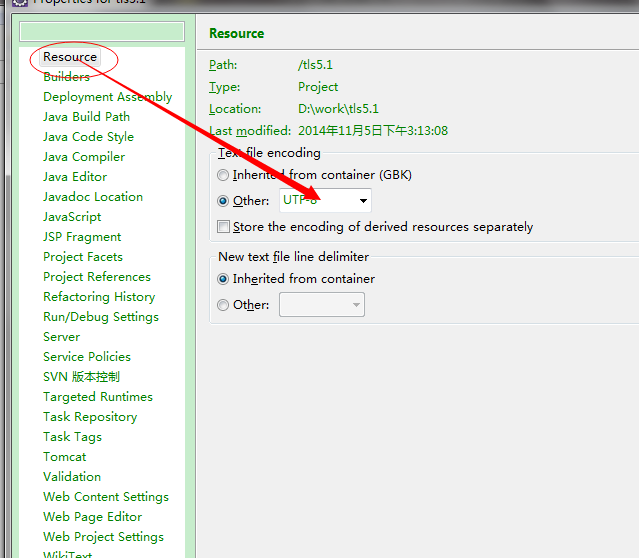 Properties for tls5.1
Resource
Builders
Deployment Assembly
Java Build Path
Java Code Style
Java Compiler
Java Editor
Javadoc Location
JavaScript
JSP Fragment
Project Facets
Project References
Refactoring History
Run/Debug Settings
Server
Service Policies
SVN 版本控制
Targeted Runtimes
Task Repository
Task Tags
Tomcat
Validation
Web Content Settings
Web Page Editor
Web Project Settings
WikiText
Resource
Path: /tls5.1
Type: Project
Location: D:\work\tls5.1
Last modified: 2014年11月5日下午3:13:08
Text file encoding
Inherited from container (GBK)
Other: UTF-8
Store the encoding of derived resources separately
New text file line delimiter
Inherited from container
Other: